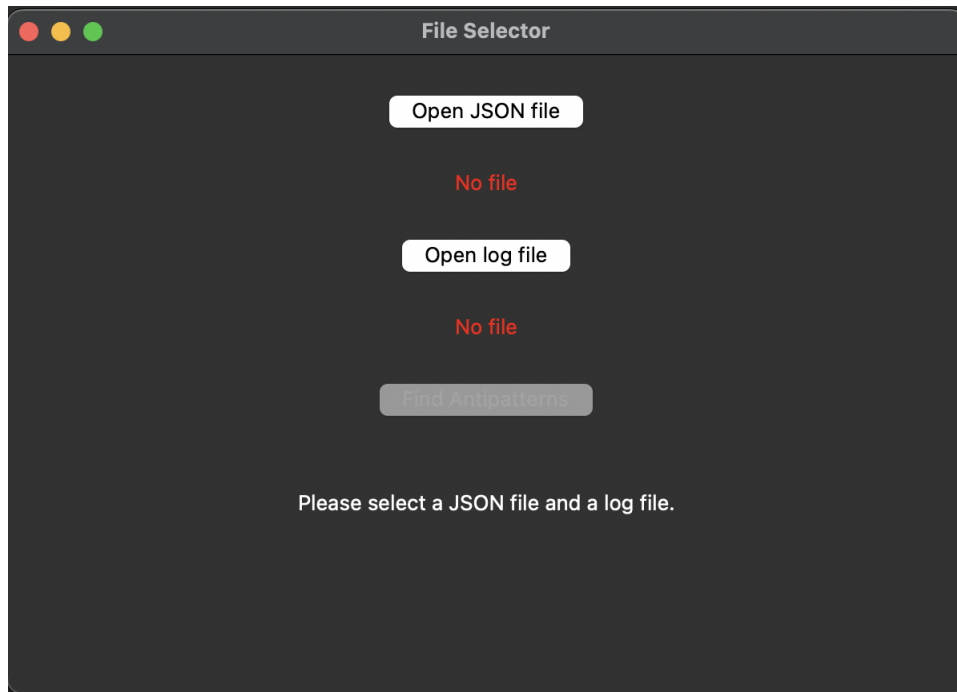 File Selector
Open JSON file
No file
Open log file
No file
Find Antipatterns
Please select a JSON file and a log file.